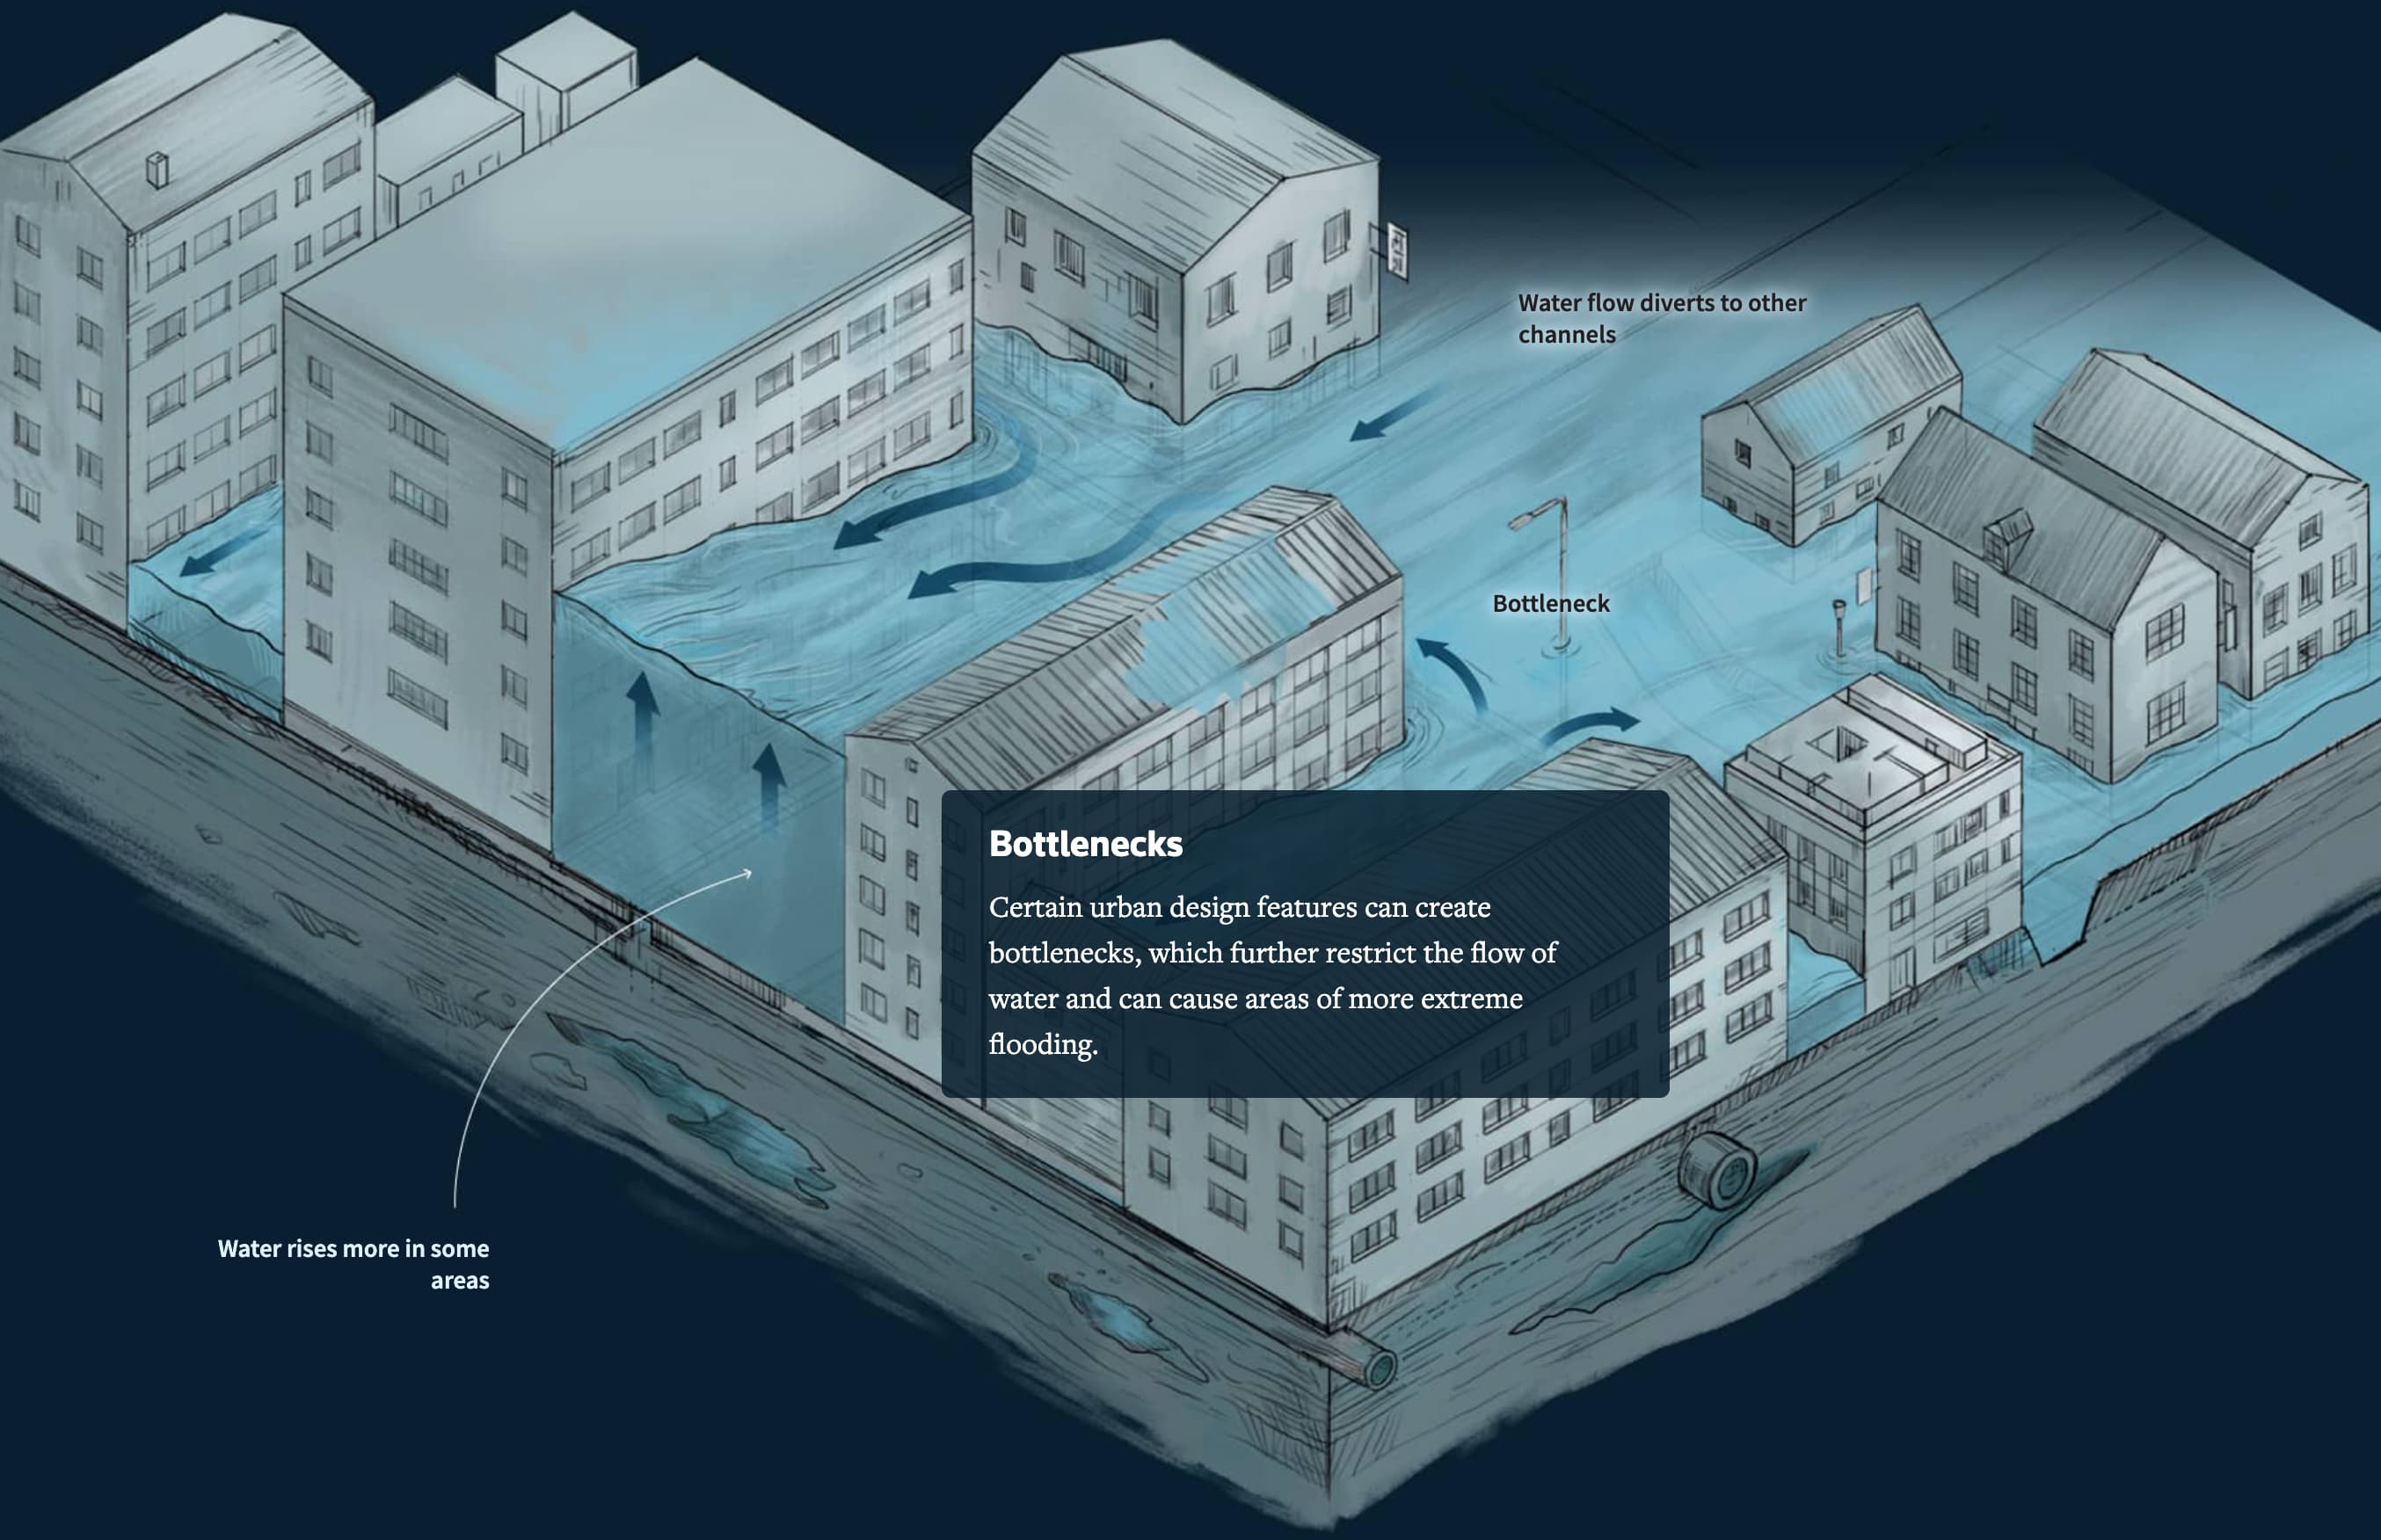 Water flow diverts to other
channels
Bottleneck
Bottlenecks
Certain urban design features can create
bottlenecks, which further restrict the flow of
water and can cause areas of more extreme
flooding.
Water rises more in some
areas